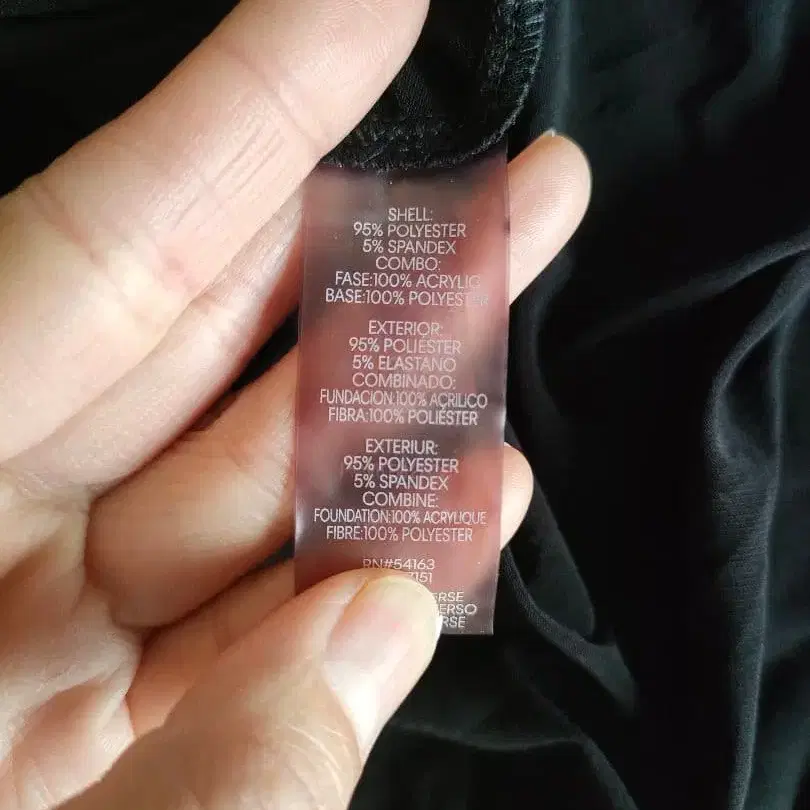 SHELL:
95% POLYESTER
5% SPANDEX
COMBO:
FASE:100% ACRYLIC
BASE:100% POLYESTER
EXTERIOR:
95% POLIESTER
5% ELASTANO
COMBINADO:
FUNDACION:100% ACRILICO
FIBRA:100% POLIÉSTER
EXTERIUR:
95% POLYESTER
5% SPANDEX
COMBINE:
FOUNDATION:100% ACRYLIQUE
FIBRE:100% POLYESTER
RN#54163